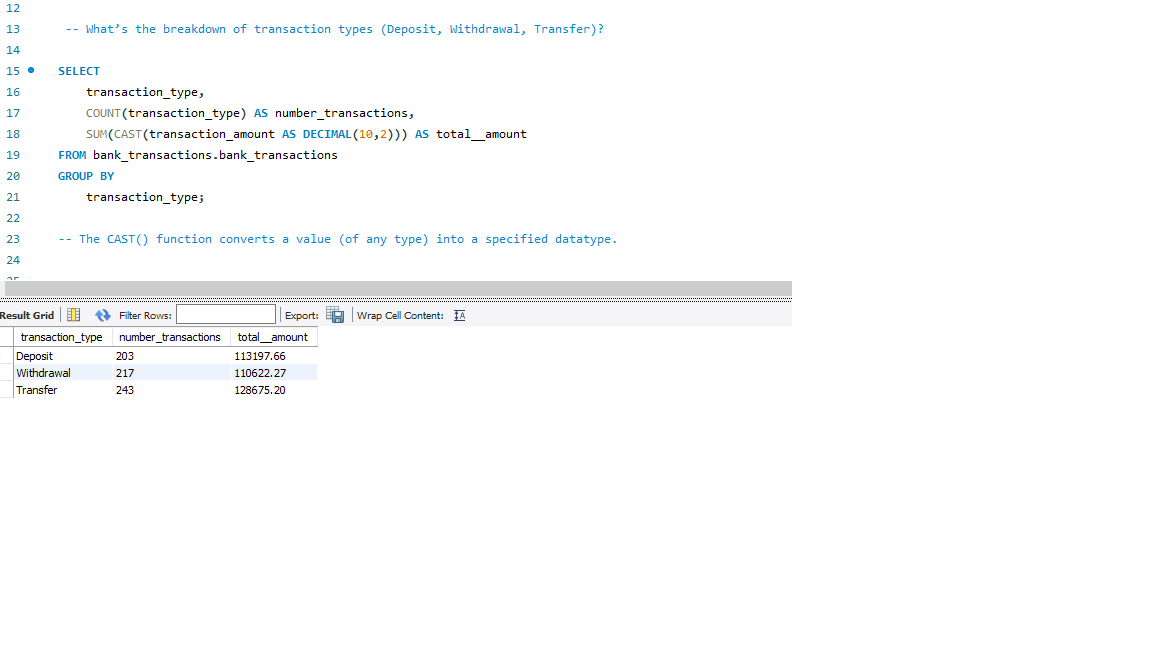 12
13 -- What’s the breakdown of transaction types (Deposit, Withdrawal, Transfer)?
14
15 SELECT
16 transaction_type,
17 COUNT(transaction_type) AS number_transactions,
18 SUM(CAST(transaction_amount AS DECIMAL(10,2))) AS total__amount
19 FROM bank_transactions.bank_transactions
20 GROUP BY
21 transaction_type;
22
23 -- The CAST() function converts a value (of any type) into a specified datatype.
24
Result Grid Filter Rows: Export: Wrap Cell Content:
transaction_type number_transactions total__amount
Deposit 203 113197.66
Withdrawal 217 110622.27
Transfer 243 128675.20